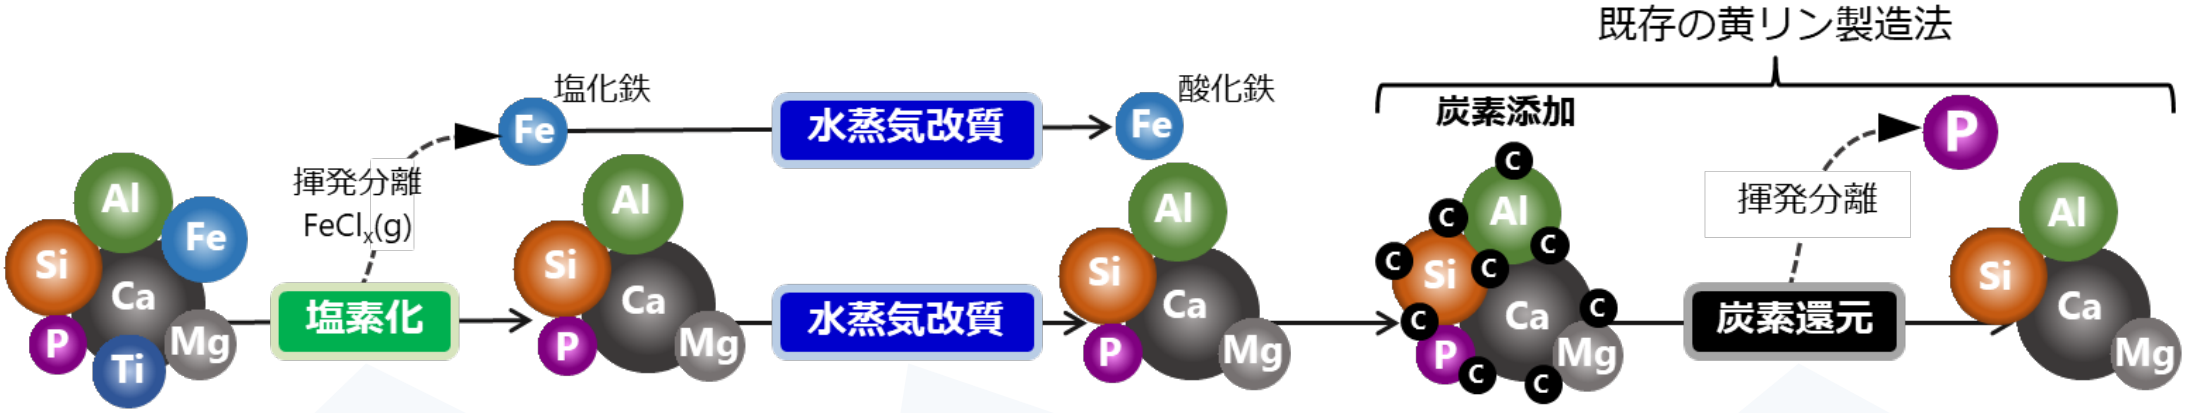 既存の黄リン製造法
塩化鉄
酸化鉄
炭素添加
Fe
水蒸気改質
Fe
P
揮発分離
FeClx(g)
揮発分離
Al
Fe
Si
Ca
P
Mg
Ti
塩素化
Al
Si
Ca
P
Mg
水蒸気改質
Al
Si
Ca
P
Mg
C
C
Al
C
C
Si
C
C
Ca
C
P
Mg
C
C
炭素還元
Al
Si
Ca
Mg